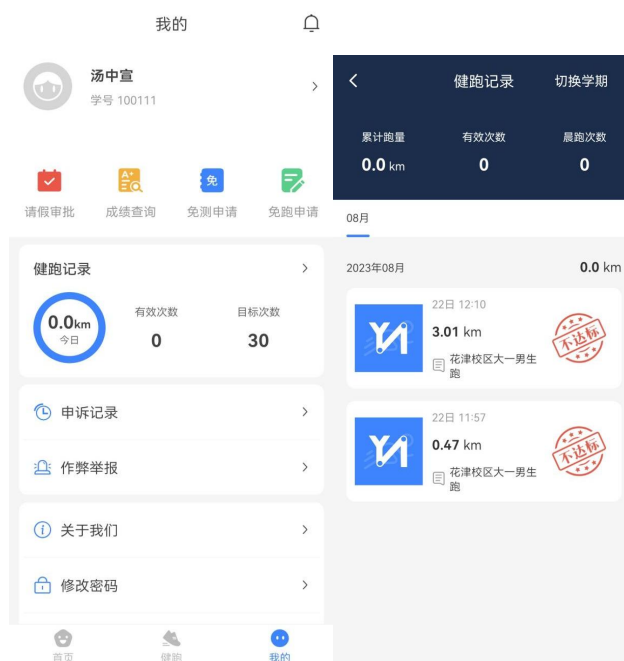 我的
汤中宣
学号 100111
请假审批
成绩查询
免
免测申请
免跑申请
健跑记录
0.0km
今日
有效次数
0
目标次数
30
申诉记录
作弊举报
关于我们
修改密码
首页
健跑
我的
健跑记录
切换学期
累计跑量
有效次数
晨跑次数
0.0 km
0
0
08月
2023年08月
0.0 km
22日 12:10
3.01 km
花津校区大一男生
跑
不达标
22日 11:57
0.47 km
花津校区大一男生
跑
不达标